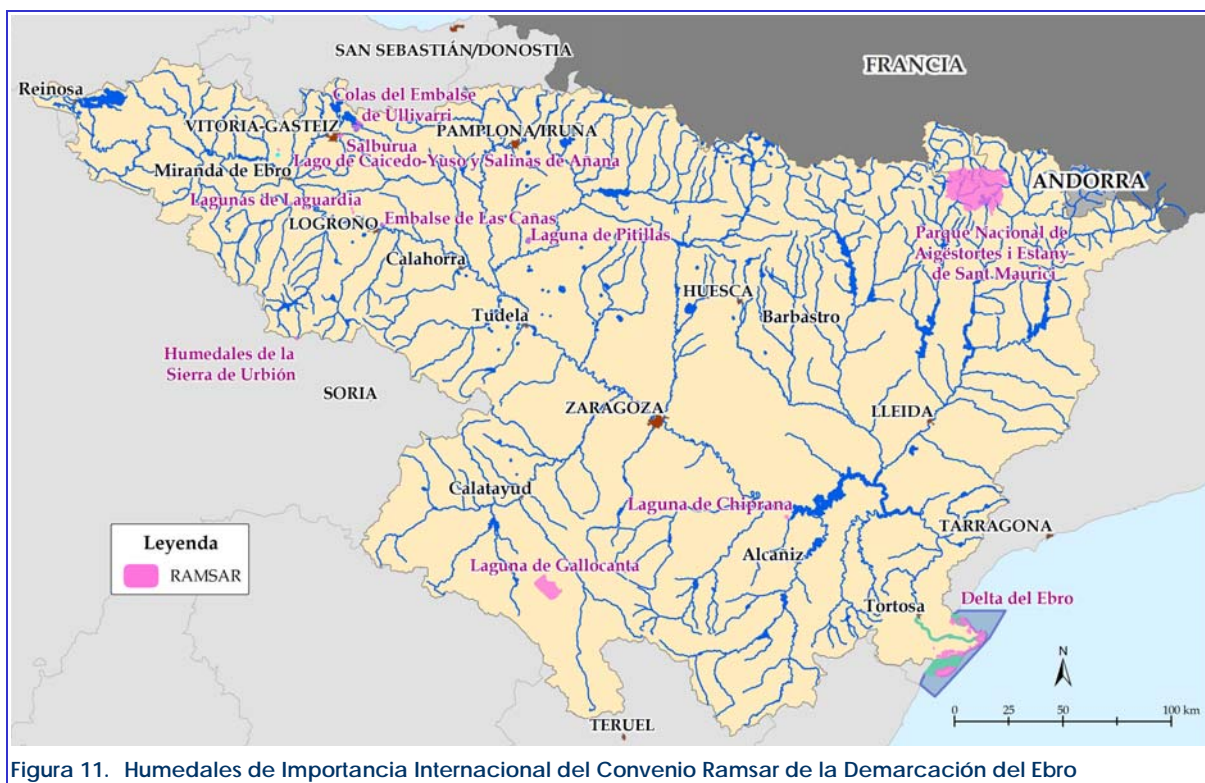 SAN SEBASTIÁN/DONOSTIA
FRANCIA
Reinosa
Colas del Embalse
de Ullivarri
VITORIA-GASTEIZ
PAMPLONA/IRUNA
Salburua
Lago de Caicedo-Yuso y Salinas de Añana
Miranda de Ebro
ANDORRA
Lagunas de Laguardia
LOGROÑO
Embalse de Las Cañas
Laguna de Pitillas
Parque Nacional de
Aigëstortes i Estany
de Sant Maurici
Calahorra
HUESCA
Barbastro
Tudela
Humedales de la
Sierra de Urbión
SORIA
ZARAGOZA
LLEIDA
Calatayud
Laguna de Chiprana
TARRAGONA
Leyenda
RAMSAR
Alcañiz
Laguna de Gallocanta
Tortosa
Delta del Ebro
N
0 25 50 100 km
TERUEL
Figura 11. Humedales de Importancia Internacional del Convenio Ramsar de la Demarcación del Ebro